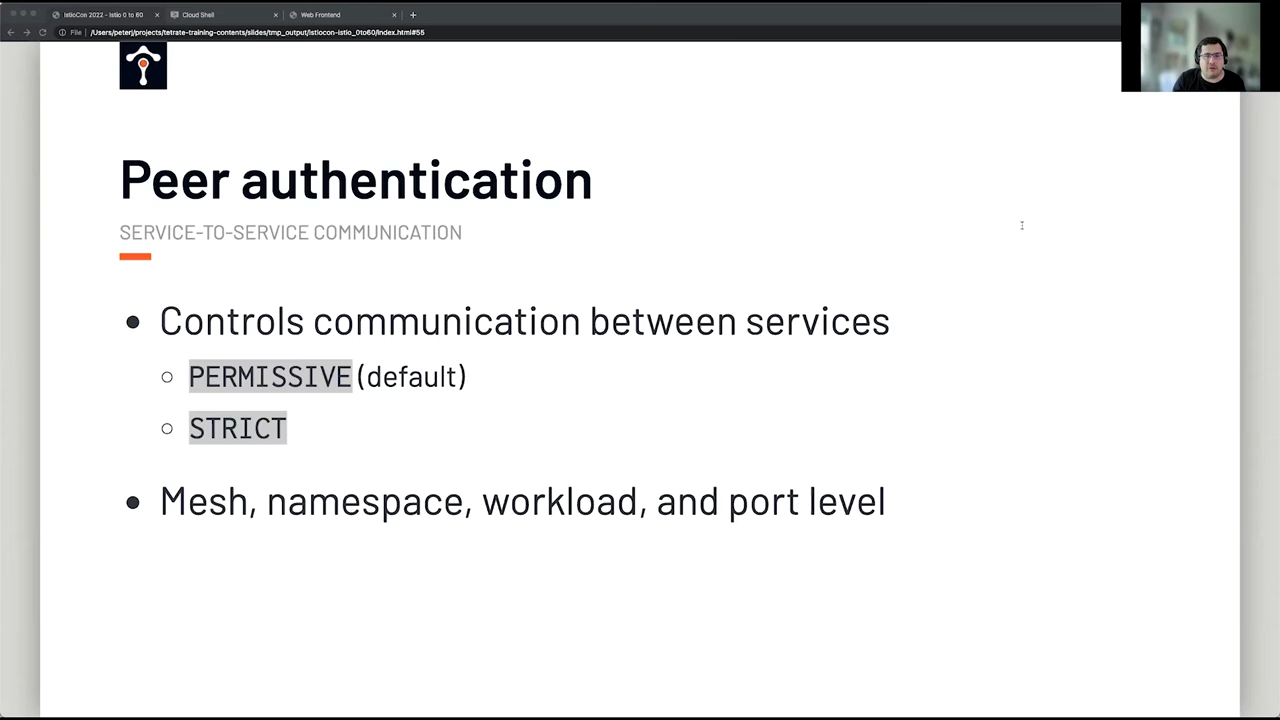 IstioCon 2022 - Istio 0 to 60
Cloud Shell
Web Frontend
File
/Users/peterj/projects/tetrate-training-contents/slides/tmp_output/istiocon-istio_0to60/index.html#55
Peer authentication
SERVICE-TO-SERVICE COMMUNICATION
Controls communication between services
PERMISSIVE (default)
STRICT
Mesh, namespace, workload, and port level